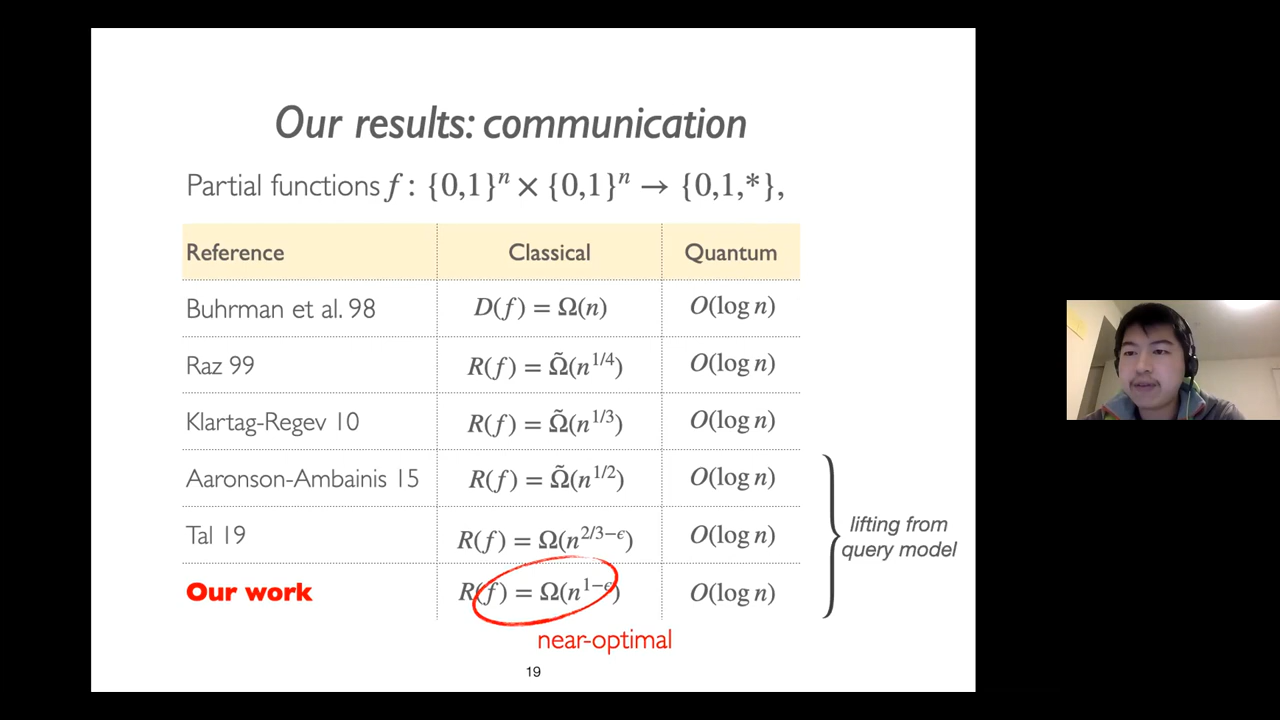 Our results: communication
Partial functions f : {0,1}ⁿ × {0,1}ⁿ → {0,1,*},
Reference Classical Quantum
Buhrman et al. 98 D(f) = Ω(n) O(log n)
Raz 99 R(f) = Ω̃(n^{1/4}) O(log n)
Klartag-Regev 10 R(f) = Ω̃(n^{1/3}) O(log n)
Aaronson-Ambainis 15 R(f) = Ω̃(n^{1/2}) O(log n)
Tal 19 R(f) = Ω(n^{2/3−ϵ}) O(log n)
Our work R(f) = Ω(n^{1−ϵ}) O(log n)
lifting from
query model
near-optimal
19